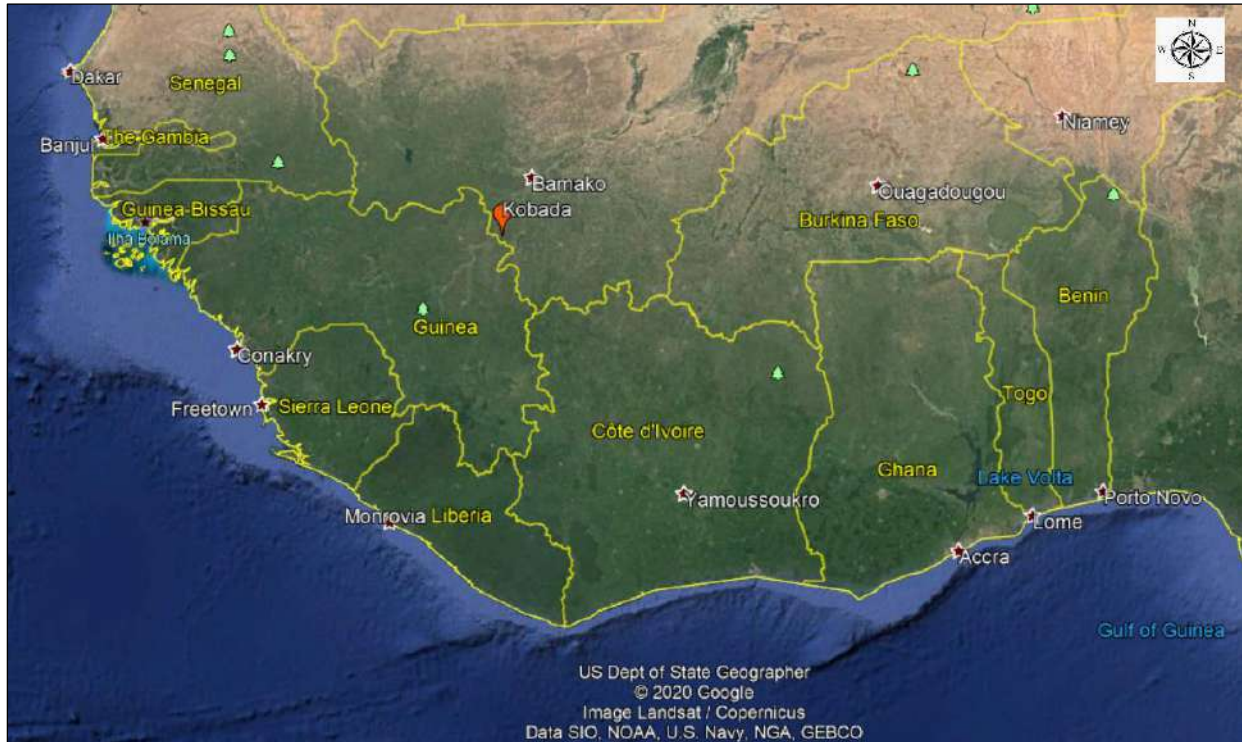 N
W E
S
Dakar
Senegal
Niamey
Banjul
The Gambia
Bamako
Ouagadougou
Kobada
Guinea-Bissau
Burkina Faso
Ilha Bolama
Benin
Guinea
Conakry
Togo
Freetown
Sierra Leone
Côte d'Ivoire
Ghana
Lake Volta
Yamoussoukro
Porto Novo
Monrovia
Liberia
Lome
Accra
Gulf of Guinea
US Dept of State Geographer
© 2020 Google
Image Landsat / Copernicus
Data SIO, NOAA, U.S. Navy, NGA, GEBCO